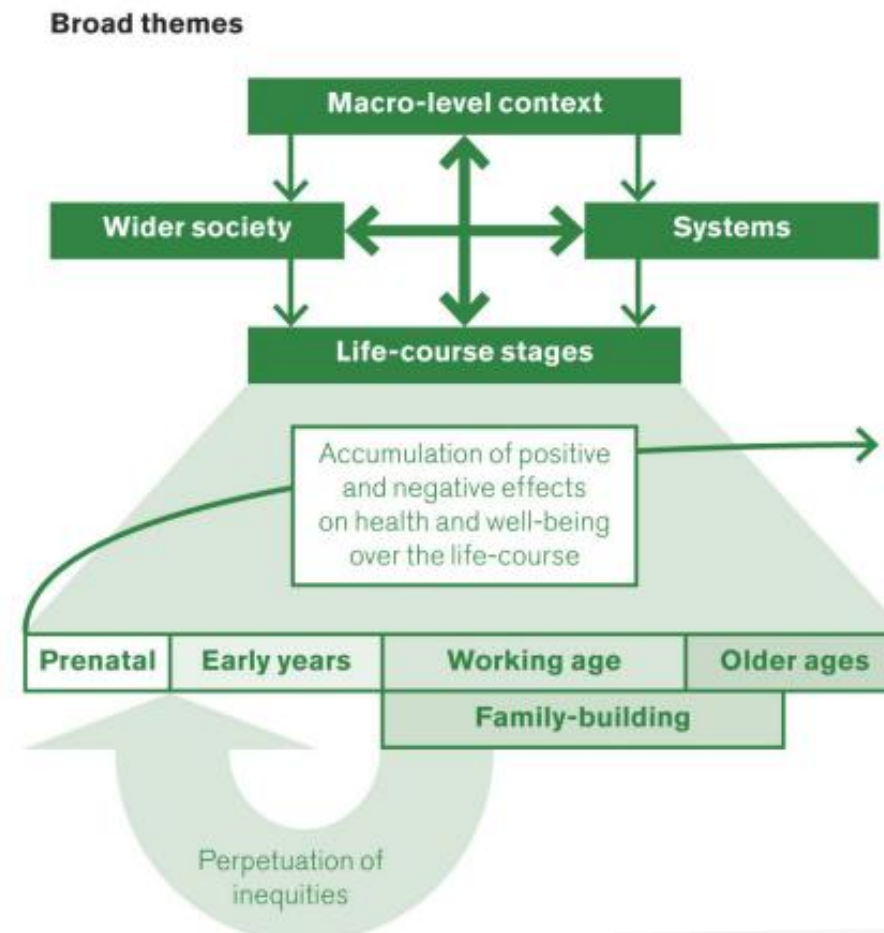 Broad themes
Macro-level context
Wider society
Systems
Life-course stages
Accumulation of positive
and negative effects
on health and well-being
over the life-course
Prenatal
Early years
Working age
Older ages
Family-building
Perpetuation of
inequities